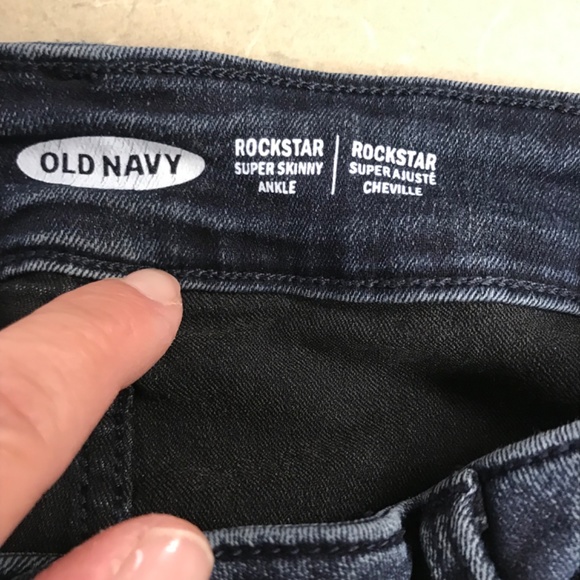 OLD NAVY
ROCKSTAR
SUPER SKINNY
ANKLE
ROCKSTAR
SUPER AJUSTÉ
CHEVILLE